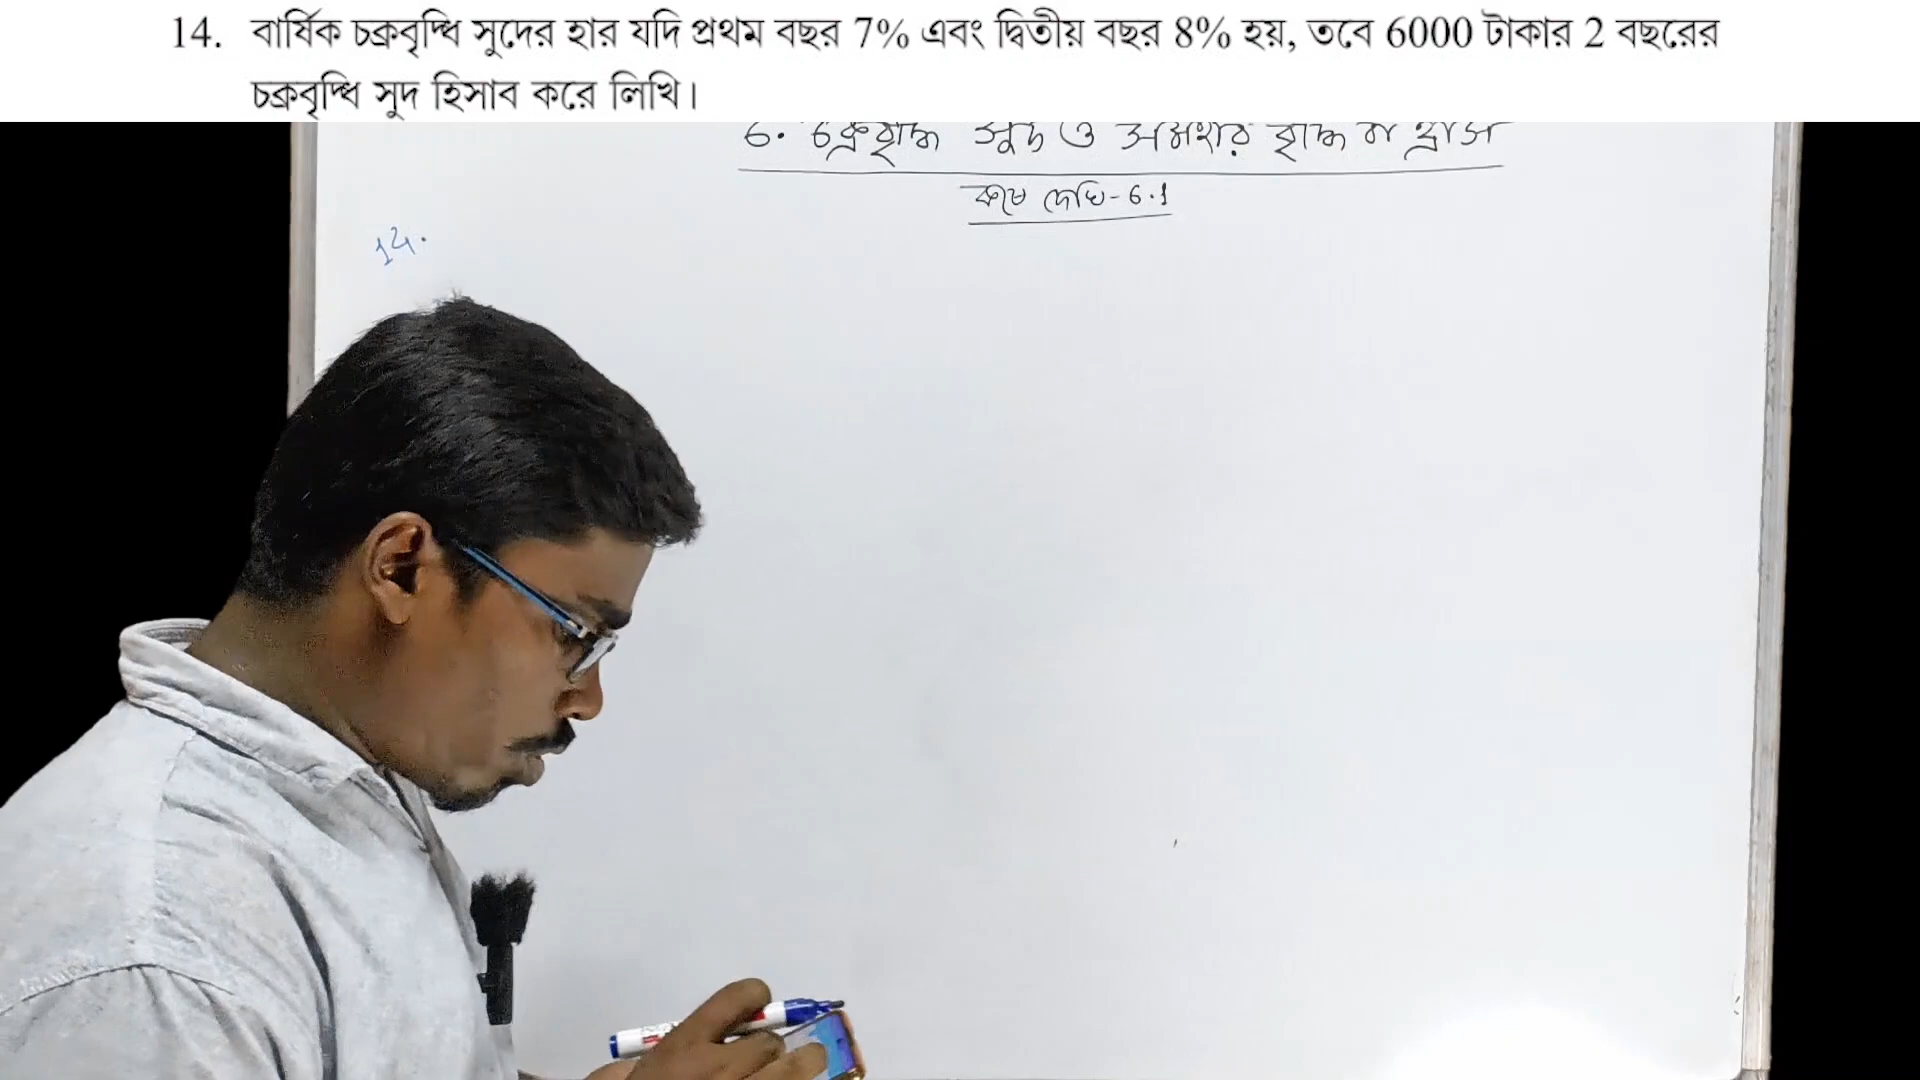 14. বার্ষিক চক্রবৃদ্ধি সুদের হার যদি প্রথম বছর 7% এবং দ্বিতীয় বছর 8% হয়, তবে 6000 টাকার 2 বছরের
চক্রবৃদ্ধি সুদ হিসাব করে লিখি।
6. চক্রবৃদ্ধি সুদ ও সমহার বৃদ্ধি বা হ্রাস
কষে দেখি-6.1
14.